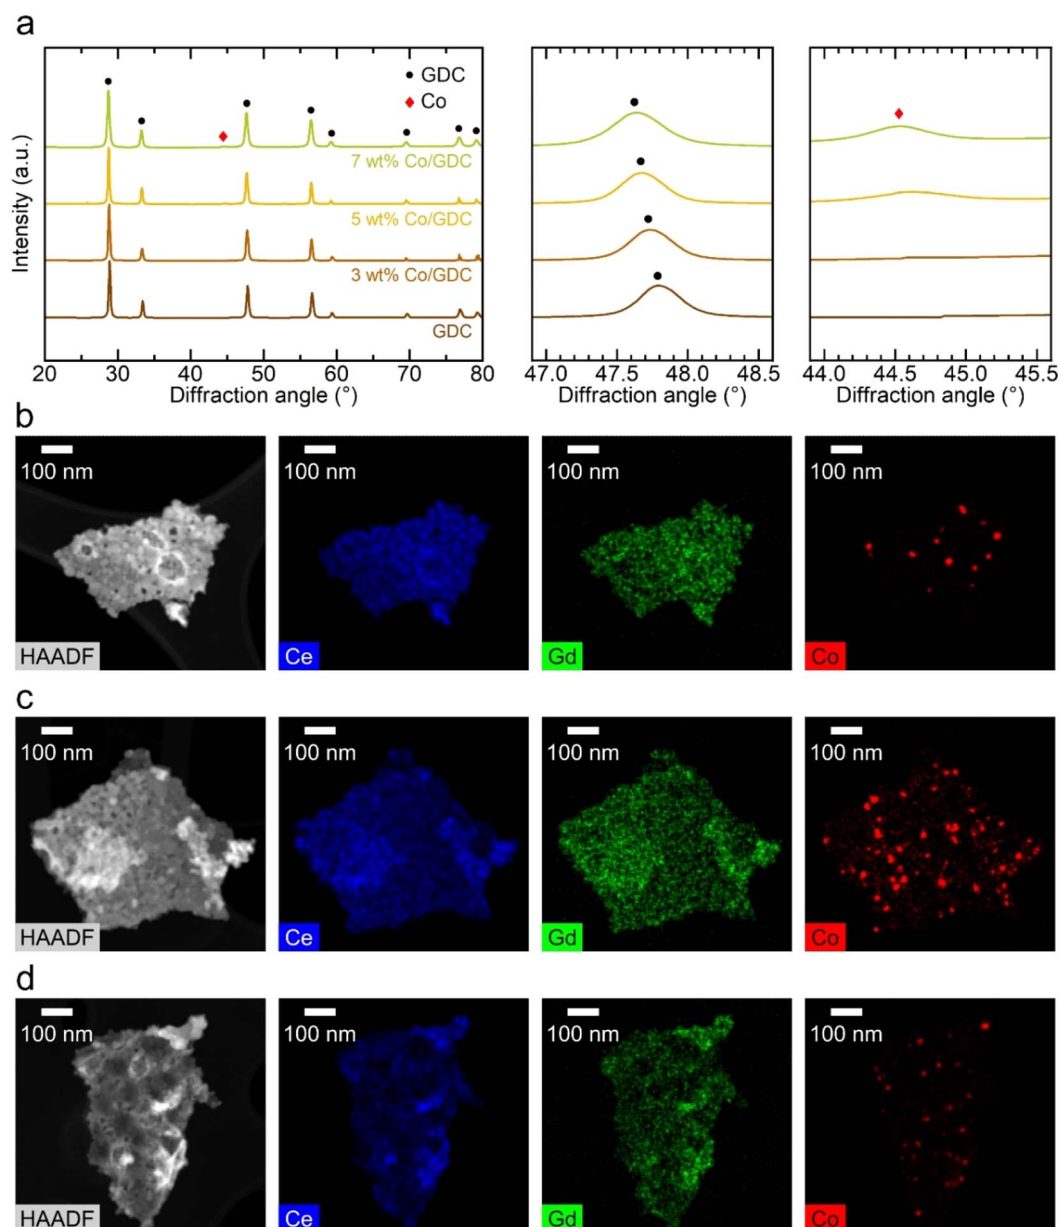 a
GDC
Co
7 wt% Co/GDC
5 wt% Co/GDC
3 wt% Co/GDC
GDC
Intensity (a.u.)
20 30 40 50 60 70 80
Diffraction angle (°)
47.0 47.5 48.0 48.5
Diffraction angle (°)
44.0 44.5 45.0 45.5
Diffraction angle (°)
b
100 nm 100 nm 100 nm 100 nm
HAADF Ce Gd Co
c
100 nm 100 nm 100 nm 100 nm
HAADF Ce Gd Co
d
100 nm 100 nm 100 nm 100 nm
HAADF Ce Gd Co